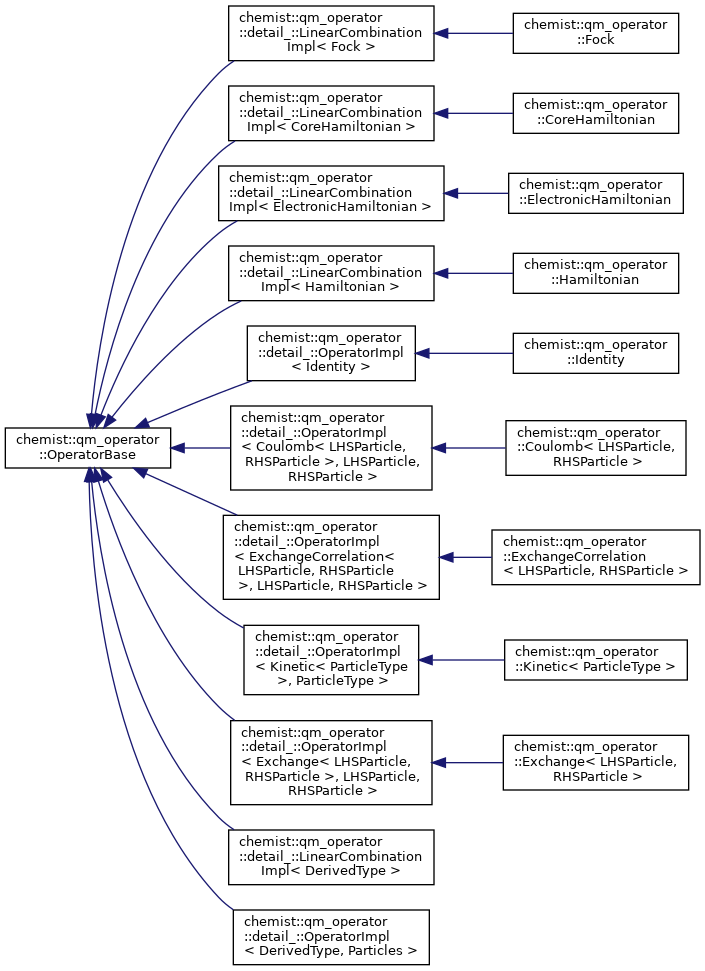 chemist::qm_operator
::detail_::LinearCombination
Impl< Fock >
chemist::qm_operator
::Fock
chemist::qm_operator
::detail_::LinearCombination
Impl< CoreHamiltonian >
chemist::qm_operator
::CoreHamiltonian
chemist::qm_operator
::detail_::LinearCombination
Impl< ElectronicHamiltonian >
chemist::qm_operator
::ElectronicHamiltonian
chemist::qm_operator
::detail_::LinearCombination
Impl< Hamiltonian >
chemist::qm_operator
::Hamiltonian
chemist::qm_operator
::detail_::OperatorImpl
< Identity >
chemist::qm_operator
::Identity
chemist::qm_operator
::OperatorBase
chemist::qm_operator
::detail_::OperatorImpl
< Coulomb< LHSParticle,
RHSParticle >, LHSParticle,
RHSParticle >
chemist::qm_operator
::Coulomb< LHSParticle,
RHSParticle >
chemist::qm_operator
::detail_::OperatorImpl
< ExchangeCorrelation<
LHSParticle, RHSParticle
>, LHSParticle, RHSParticle >
chemist::qm_operator
::ExchangeCorrelation
< LHSParticle, RHSParticle >
chemist::qm_operator
::detail_::OperatorImpl
< Kinetic< ParticleType
>, ParticleType >
chemist::qm_operator
::Kinetic< ParticleType >
chemist::qm_operator
::detail_::OperatorImpl
< Exchange< LHSParticle,
RHSParticle >, LHSParticle,
RHSParticle >
chemist::qm_operator
::Exchange< LHSParticle,
RHSParticle >
chemist::qm_operator
::detail_::LinearCombination
Impl< DerivedType >
chemist::qm_operator
::detail_::OperatorImpl
< DerivedType, Particles >